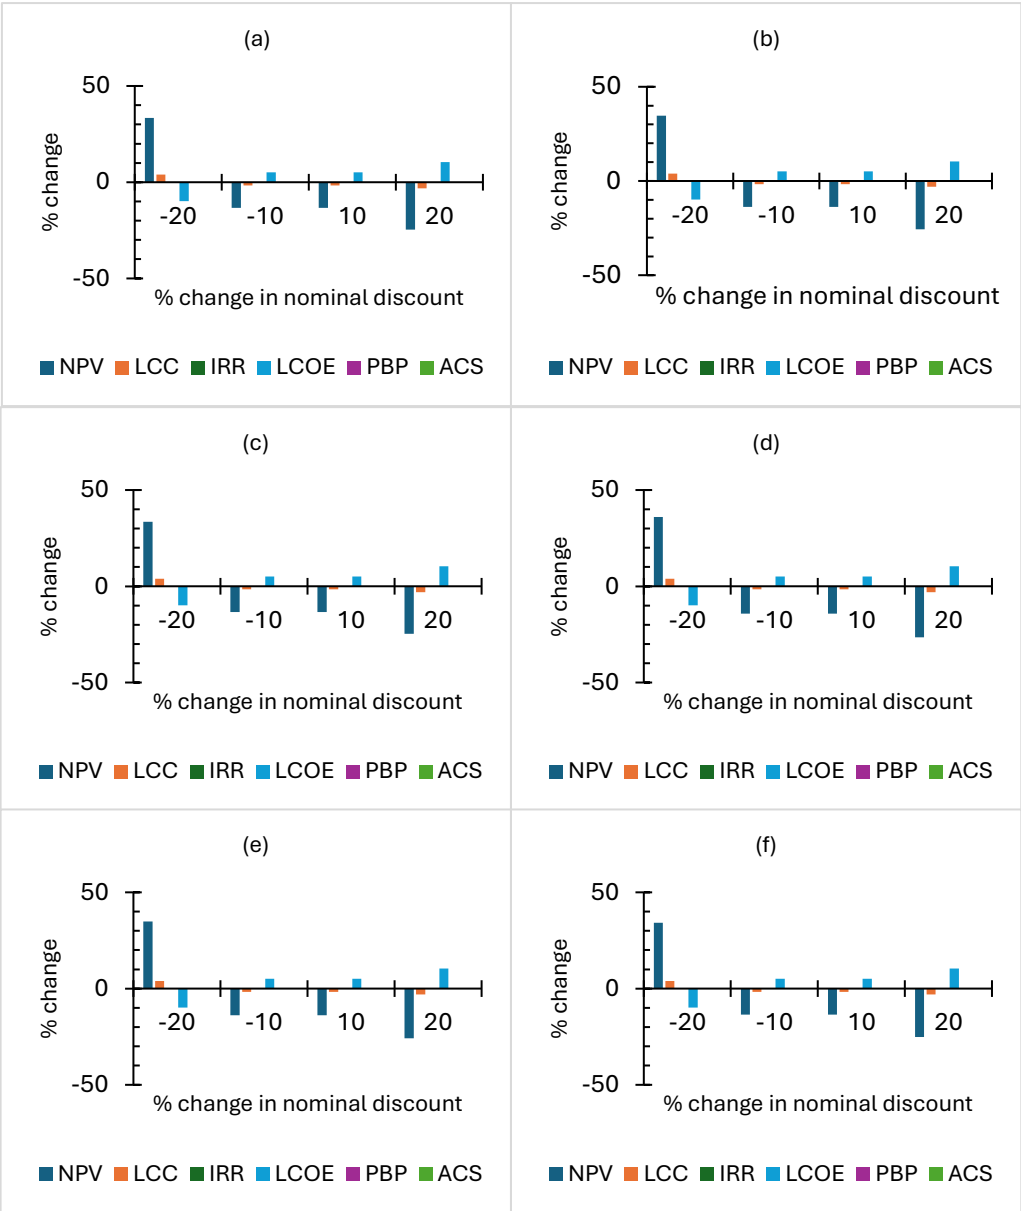 (a)
50
0
-50
% change
-20 -10 10 20
% change in nominal discount
NPV LCC IRR LCOE PBP ACS
(b)
50
0
-50
% change
-20 -10 10 20
% change in nominal discount
NPV LCC IRR LCOE PBP ACS
(c)
50
0
-50
% change
-20 -10 10 20
% change in nominal discount
NPV LCC IRR LCOE PBP ACS
(d)
50
0
-50
% change
-20 -10 10 20
% change in nominal discount
NPV LCC IRR LCOE PBP ACS
(e)
50
0
-50
% change
-20 -10 10 20
% change in nominal discount
NPV LCC IRR LCOE PBP ACS
(f)
50
0
-50
% change
-20 -10 10 20
% change in nominal discount
NPV LCC IRR LCOE PBP ACS